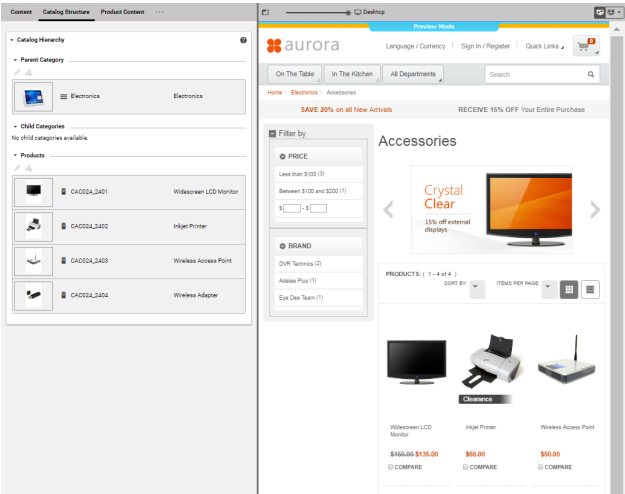 Content Catalog Structure Product Content ...
Catalog Hierarchy
Parent Category
Electronics Electronics
Child Categories
No child categories available.
Products
CAC024_2401 Widescreen LCD Monitor
CAC024_2402 Inkjet Printer
CAC024_2403 Wireless Access Point
CAC024_2404 Wireless Adapter
Desktop
Preview Mode
aurora
Language / Currency Sign In / Register Quick Links 0
On The Table In The Kitchen All Departments Search
Home Electronics Accessories
SAVE 20% on all New Arrivals RECEIVE 15% OFF Your Entire Purchase
Filter by
PRICE
Less than $100 (3)
Between $100 and $200 (1)
$ - $
BRAND
DVR Technics (2)
Adelee Plus (1)
Eye Dee Team (1)
Accessories
Crystal
Clear
15% off external
displays
PRODUCTS: ( 1 - 4 of 4 )
SORT BY: ITEMS PER PAGE:
Clearance
Widescreen LCD
Monitor
Inkjet Printer
Wireless Access Point
$150.00 $135.00 $60.00 $50.00
COMPARE COMPARE COMPARE